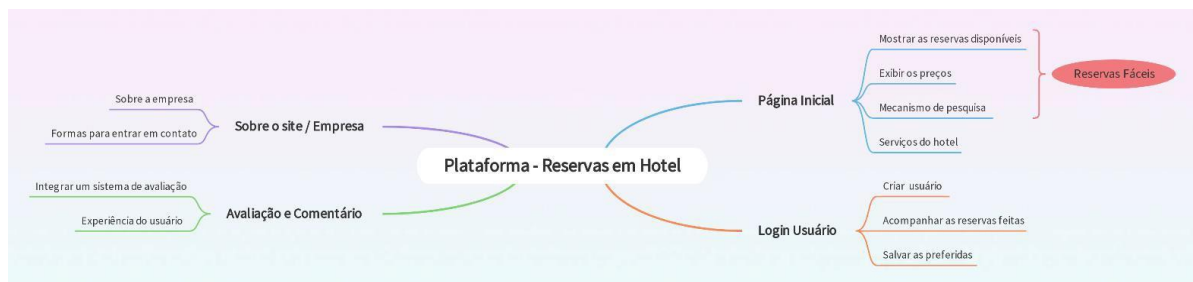 Plataforma - Reservas em Hotel
Página Inicial
Mostrar as reservas disponíveis
Exibir os preços
Mecanismo de pesquisa
Serviços do hotel
Reservas Fáceis
Login Usuário
Criar usuário
Acompanhar as reservas feitas
Salvar as preferidas
Sobre o site / Empresa
Sobre a empresa
Formas para entrar em contato
Avaliação e Comentário
Integrar um sistema de avaliação
Experiência do usuário